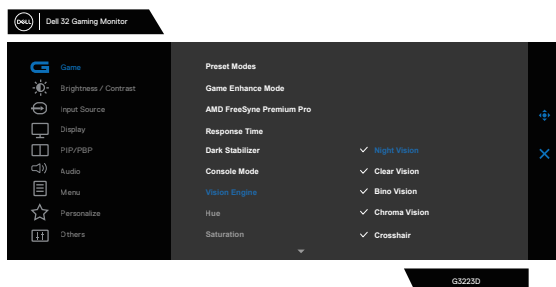 DELL
Dell 32 Gaming Monitor
Game
Preset Modes
Brightness / Contrast
Game Enhance Mode
Input Source
AMD FreeSyne Premium Pro
Display
Response Time
PIP/PBP
Dark Stabilizer
Night Vision
Audio
Console Mode
Clear Vision
Menu
Vision Engine
Bino Vision
Personalize
Hue
Chroma Vision
Others
Saturation
Crosshair
G3223D